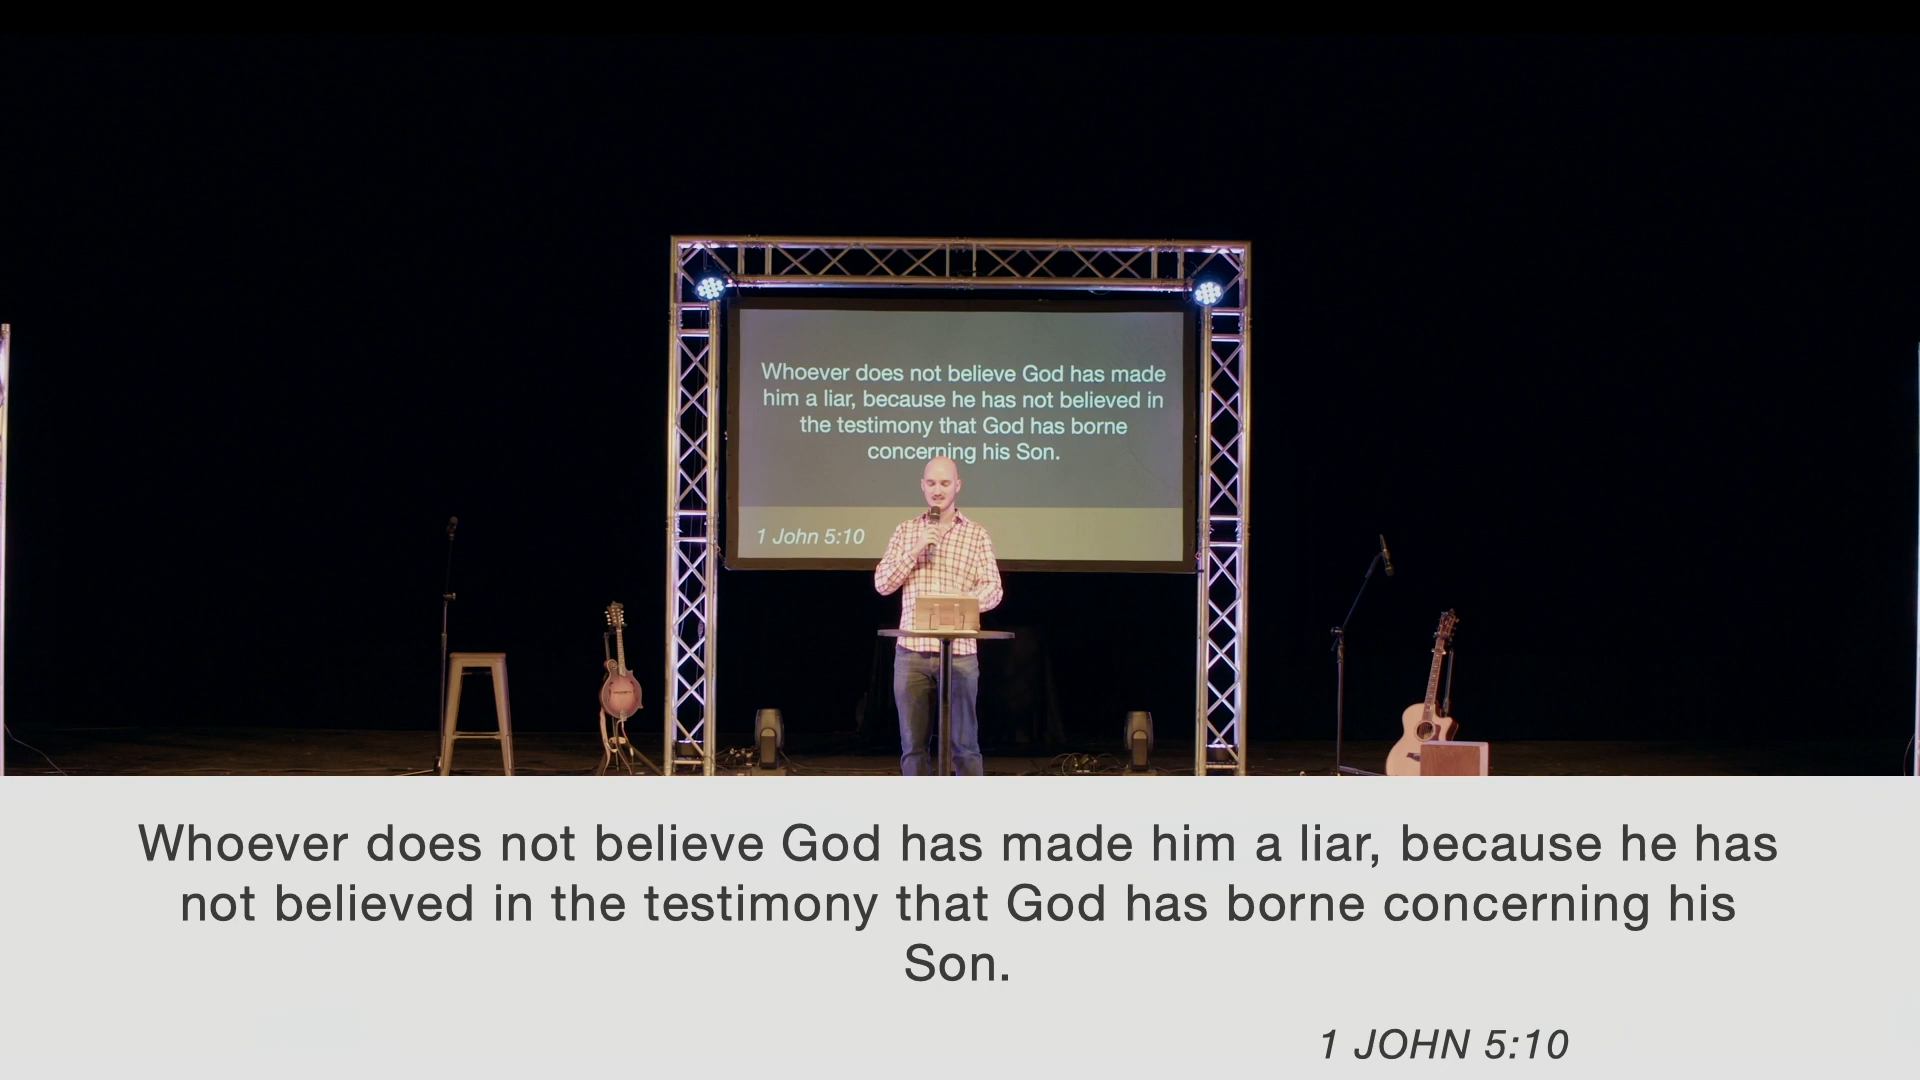 Whoever does not believe God has made
him a liar, because he has not believed in
the testimony that God has borne
concerning his Son.
1 John 5:10
Whoever does not believe God has made him a liar, because he has
not believed in the testimony that God has borne concerning his
Son.
1 JOHN 5:10